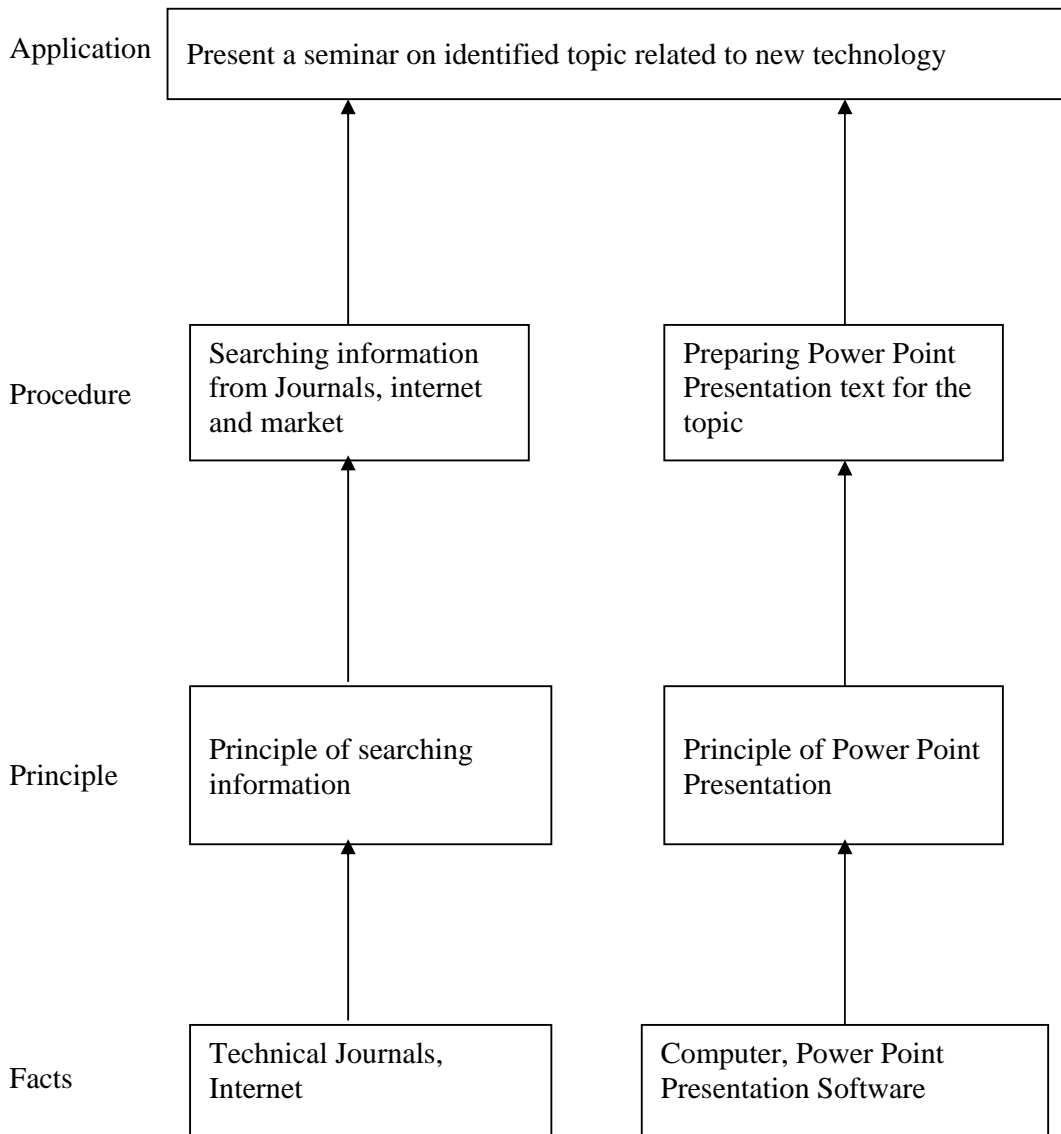 Application
Present a seminar on identified topic related to new technology
Procedure
Searching information
from Journals, internet
and market
Preparing Power Point
Presentation text for the
topic
Principle
Principle of searching
information
Principle of Power Point
Presentation
Facts
Technical Journals,
Internet
Computer, Power Point
Presentation Software